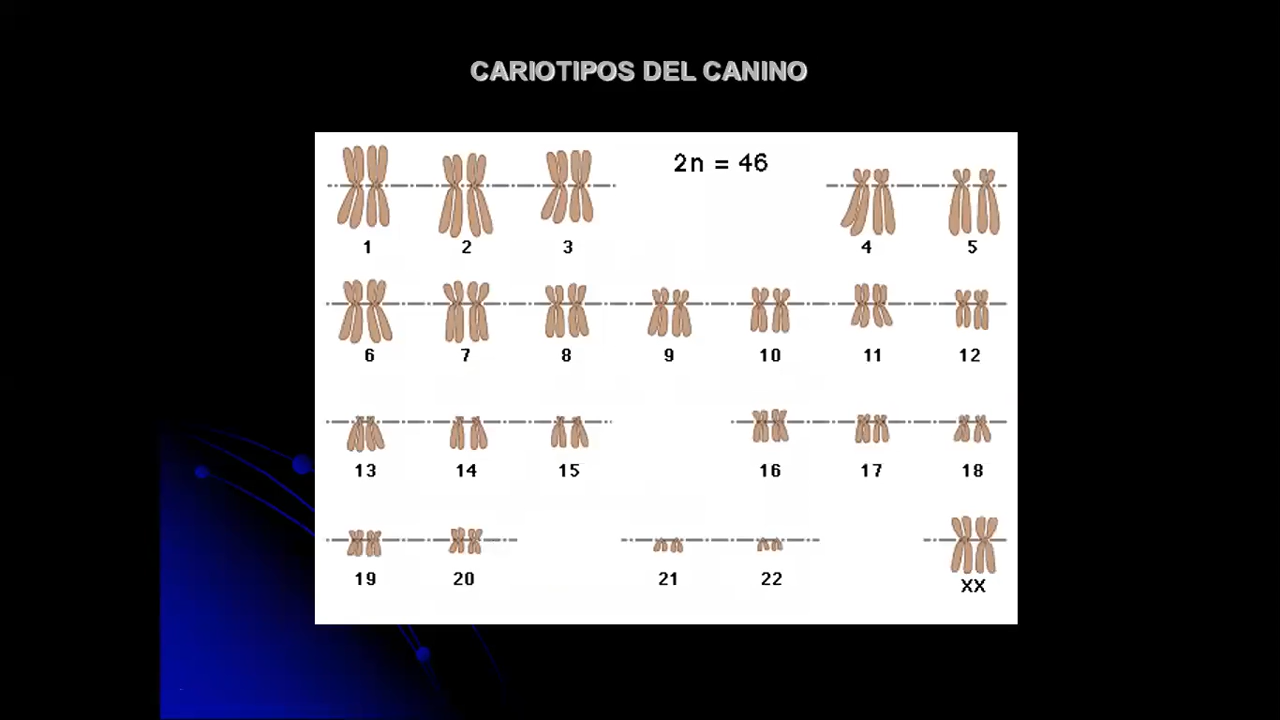 CARIOTIPOS DEL CANINO
2n = 46
1 2 3 4 5
6 7 8 9 10 11 12
13 14 15 16 17 18
19 20 21 22 XX